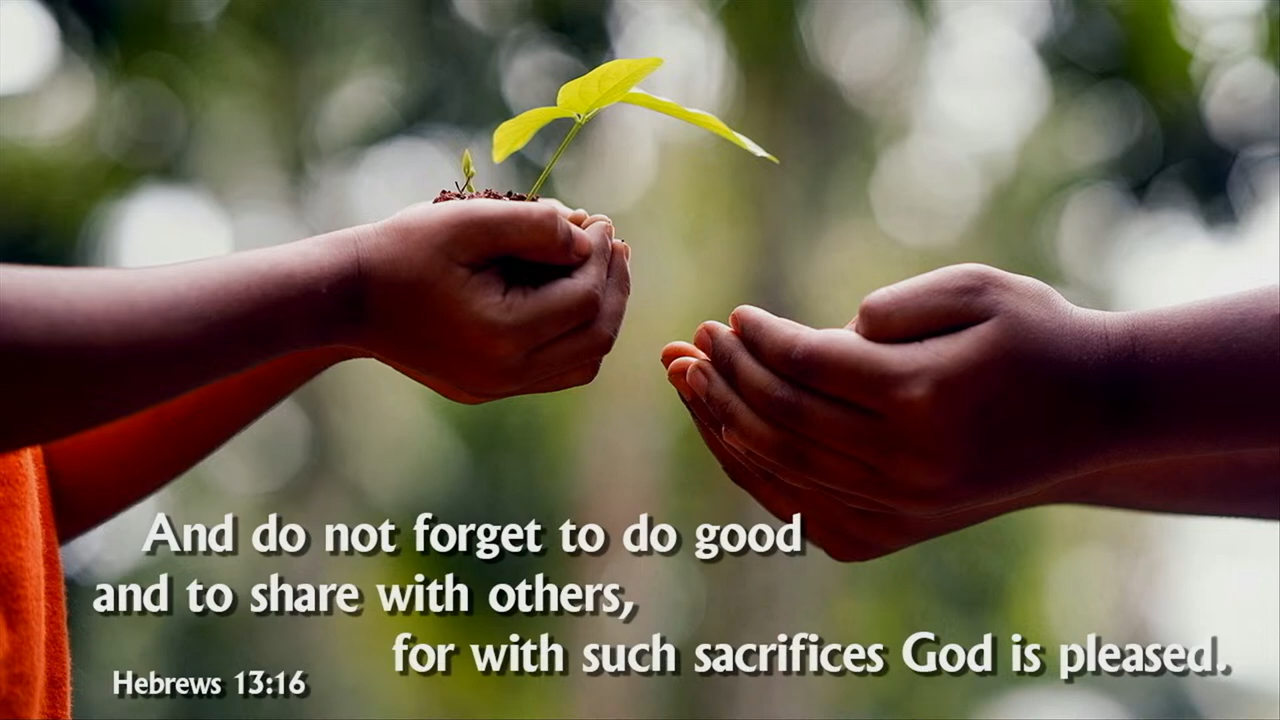 And do not forget to do good
and to share with others,
for with such sacrifices God is pleased.
Hebrews 13:16